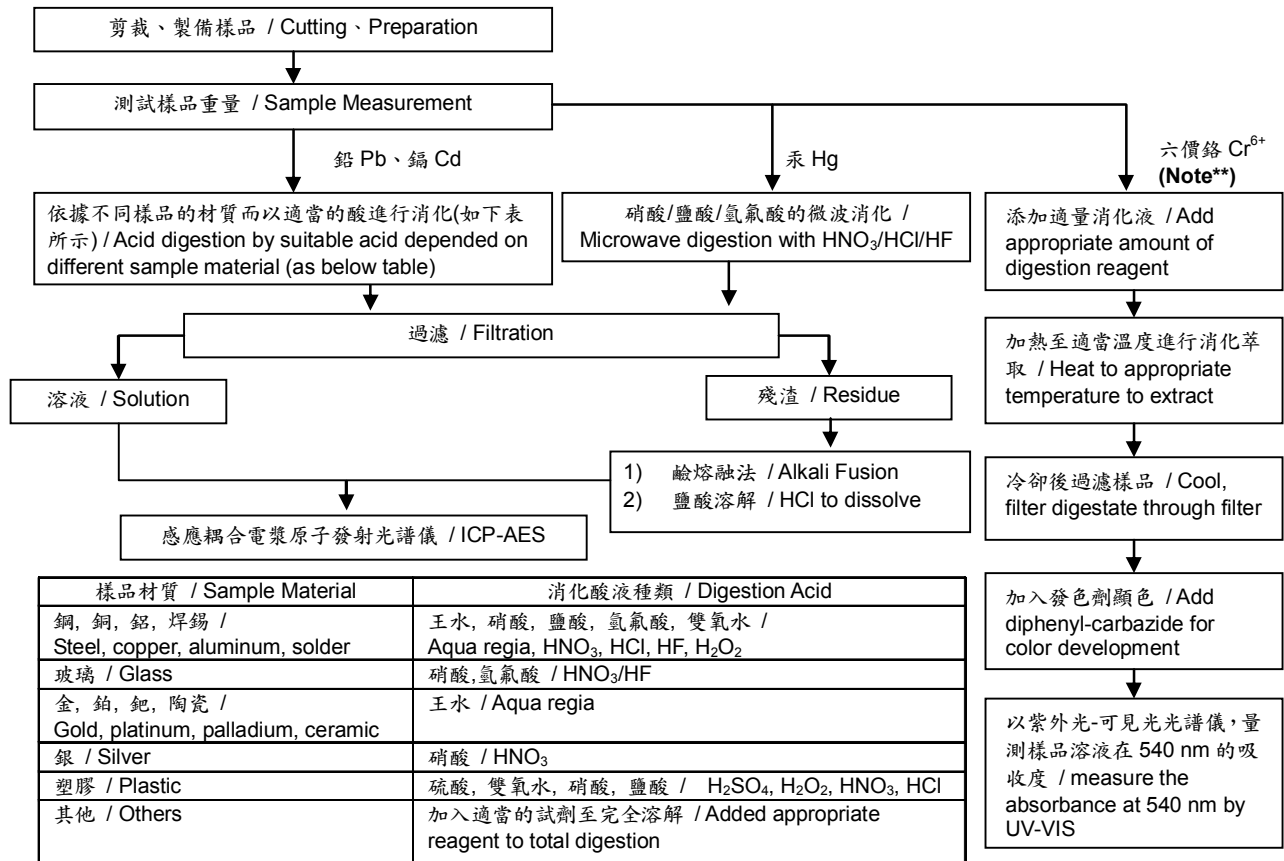 剪裁、製備樣品 / Cutting、Preparation
測試樣品重量 / Sample Measurement
鉛 Pb、鎘 Cd
汞 Hg
六價鉻 Cr⁶⁺
(Note**)
依據不同樣品的材質而以適當的酸進行消化(如下表
所示) / Acid digestion by suitable acid depended on
different sample material (as below table)
硝酸/鹽酸/氫氟酸的微波消化 /
Microwave digestion with HNO₃/HCl/HF
添加適量消化液 / Add
appropriate amount of
digestion reagent
過濾 / Filtration
加熱至適當溫度進行消化萃
取 / Heat to appropriate
temperature to extract
溶液 / Solution
殘渣 / Residue
1) 鹼熔融法 / Alkali Fusion
2) 鹽酸溶解 / HCl to dissolve
冷卻後過濾樣品 / Cool,
filter digestate through filter
感應耦合電漿原子發射光譜儀 / ICP-AES
加入發色劑顯色 / Add
diphenyl-carbazide for
color development
以紫外光-可見光光譜儀，量
測樣品溶液在 540 nm 的吸
收度 / measure the
absorbance at 540 nm by
UV-VIS
樣品材質 / Sample Material
消化酸液種類 / Digestion Acid
鋼, 銅, 鋁, 焊錫 /
Steel, copper, aluminum, solder
王水, 硝酸, 鹽酸, 氫氟酸, 雙氧水 /
Aqua regia, HNO₃, HCl, HF, H₂O₂
玻璃 / Glass
硝酸,氫氟酸 / HNO₃/HF
金, 鉑, 鈀, 陶瓷 /
Gold, platinum, palladium, ceramic
王水 / Aqua regia
銀 / Silver
硝酸 / HNO₃
塑膠 / Plastic
硫酸, 雙氧水, 硝酸, 鹽酸 / H₂SO₄, H₂O₂, HNO₃, HCl
其他 / Others
加入適當的試劑至完全溶解 / Added appropriate
reagent to total digestion